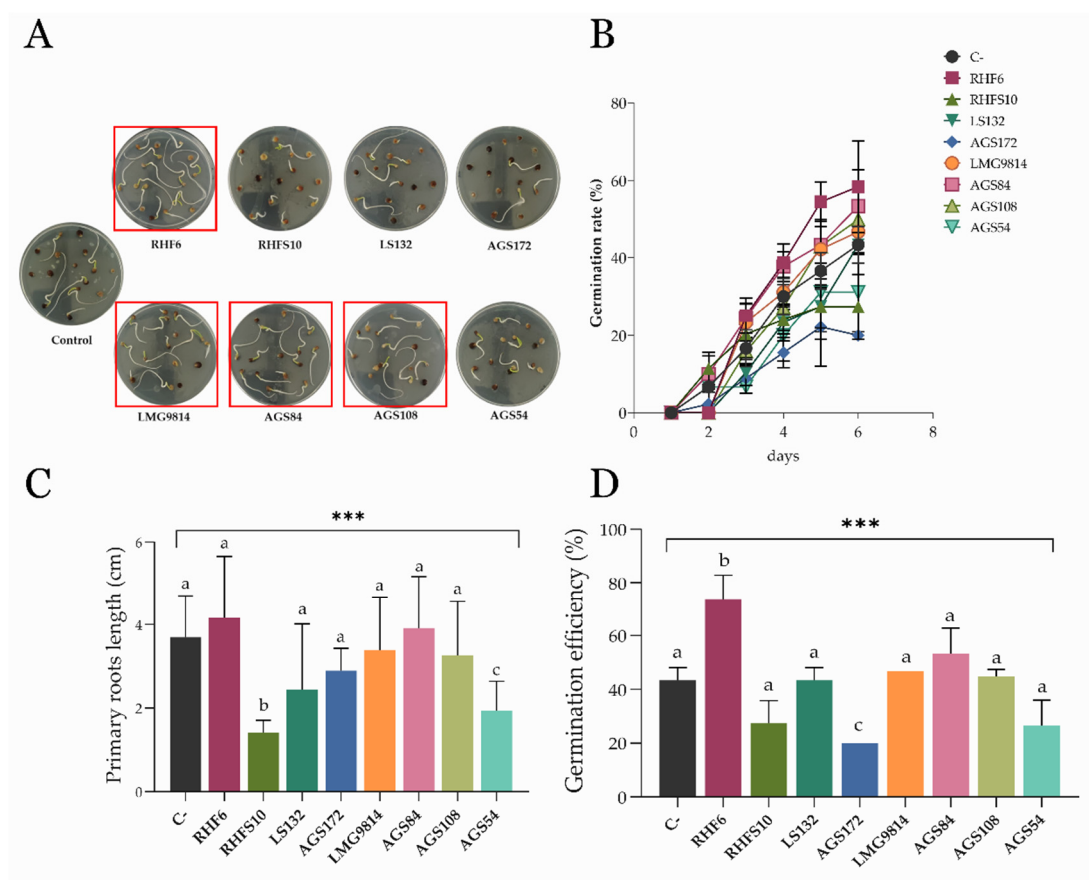 A
RHF6
RHFS10
LS132
AGS172
Control
LMG9814
AGS84
AGS108
AGS54
B
C-
RHF6
RHFS10
LS132
AGS172
LMG9814
AGS84
AGS108
AGS54
Germination rate (%)
80
60
40
20
0
0 2 4 6 8
days
C
***
Primary roots length (cm)
6
4
2
0
a a b a a a a a c
C- RHF6 RHFS10 LS132 AGS172 LMG9814 AGS84 AGS108 AGS54
D
***
Germination efficiency (%)
100
80
60
40
20
0
a b a a c a a a a
C- RHF6 RHFS10 LS132 AGS172 LMG9814 AGS84 AGS108 AGS54